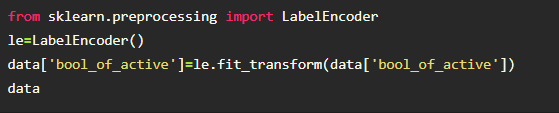 from sklearn.preprocessing import LabelEncoder
le=LabelEncoder()
data['bool_of_active']=le.fit_transform(data['bool_of_active'])
data